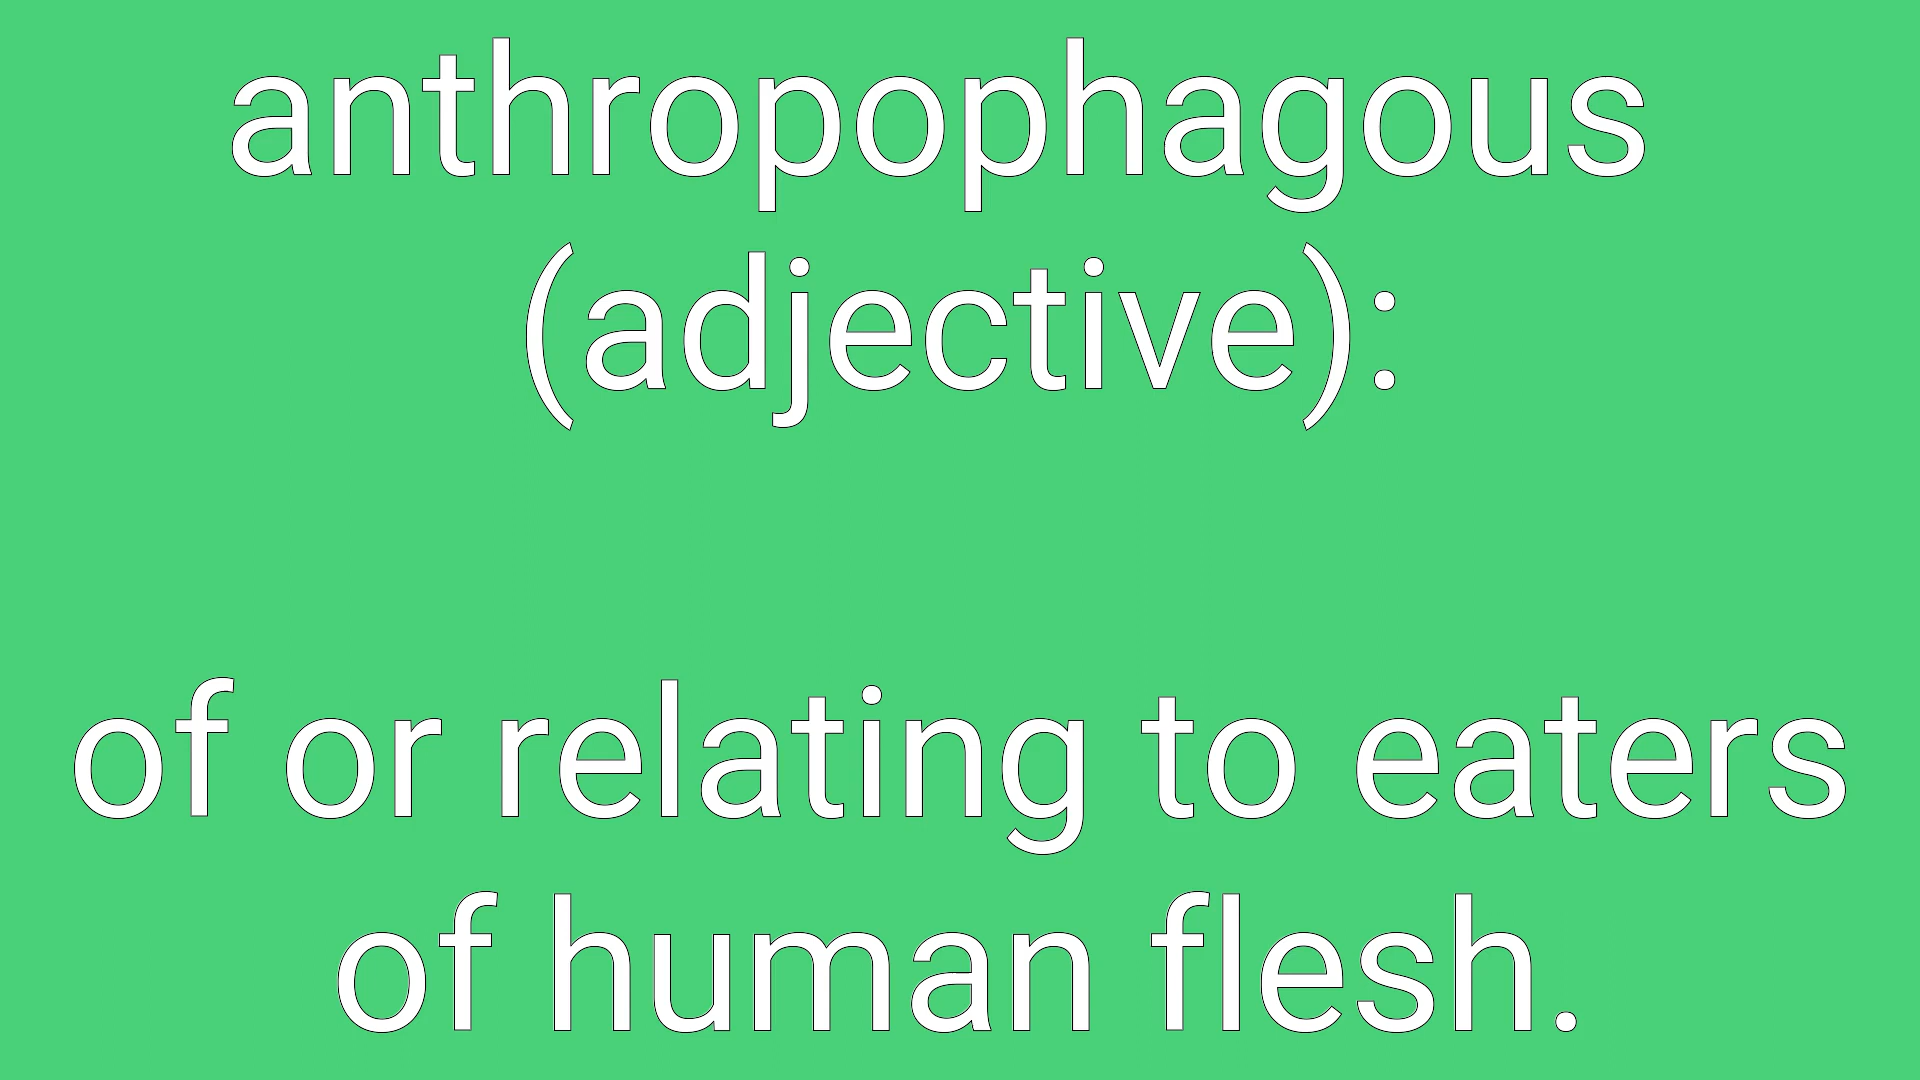 anthropophagous
(adjective):
of or relating to eaters
of human flesh.